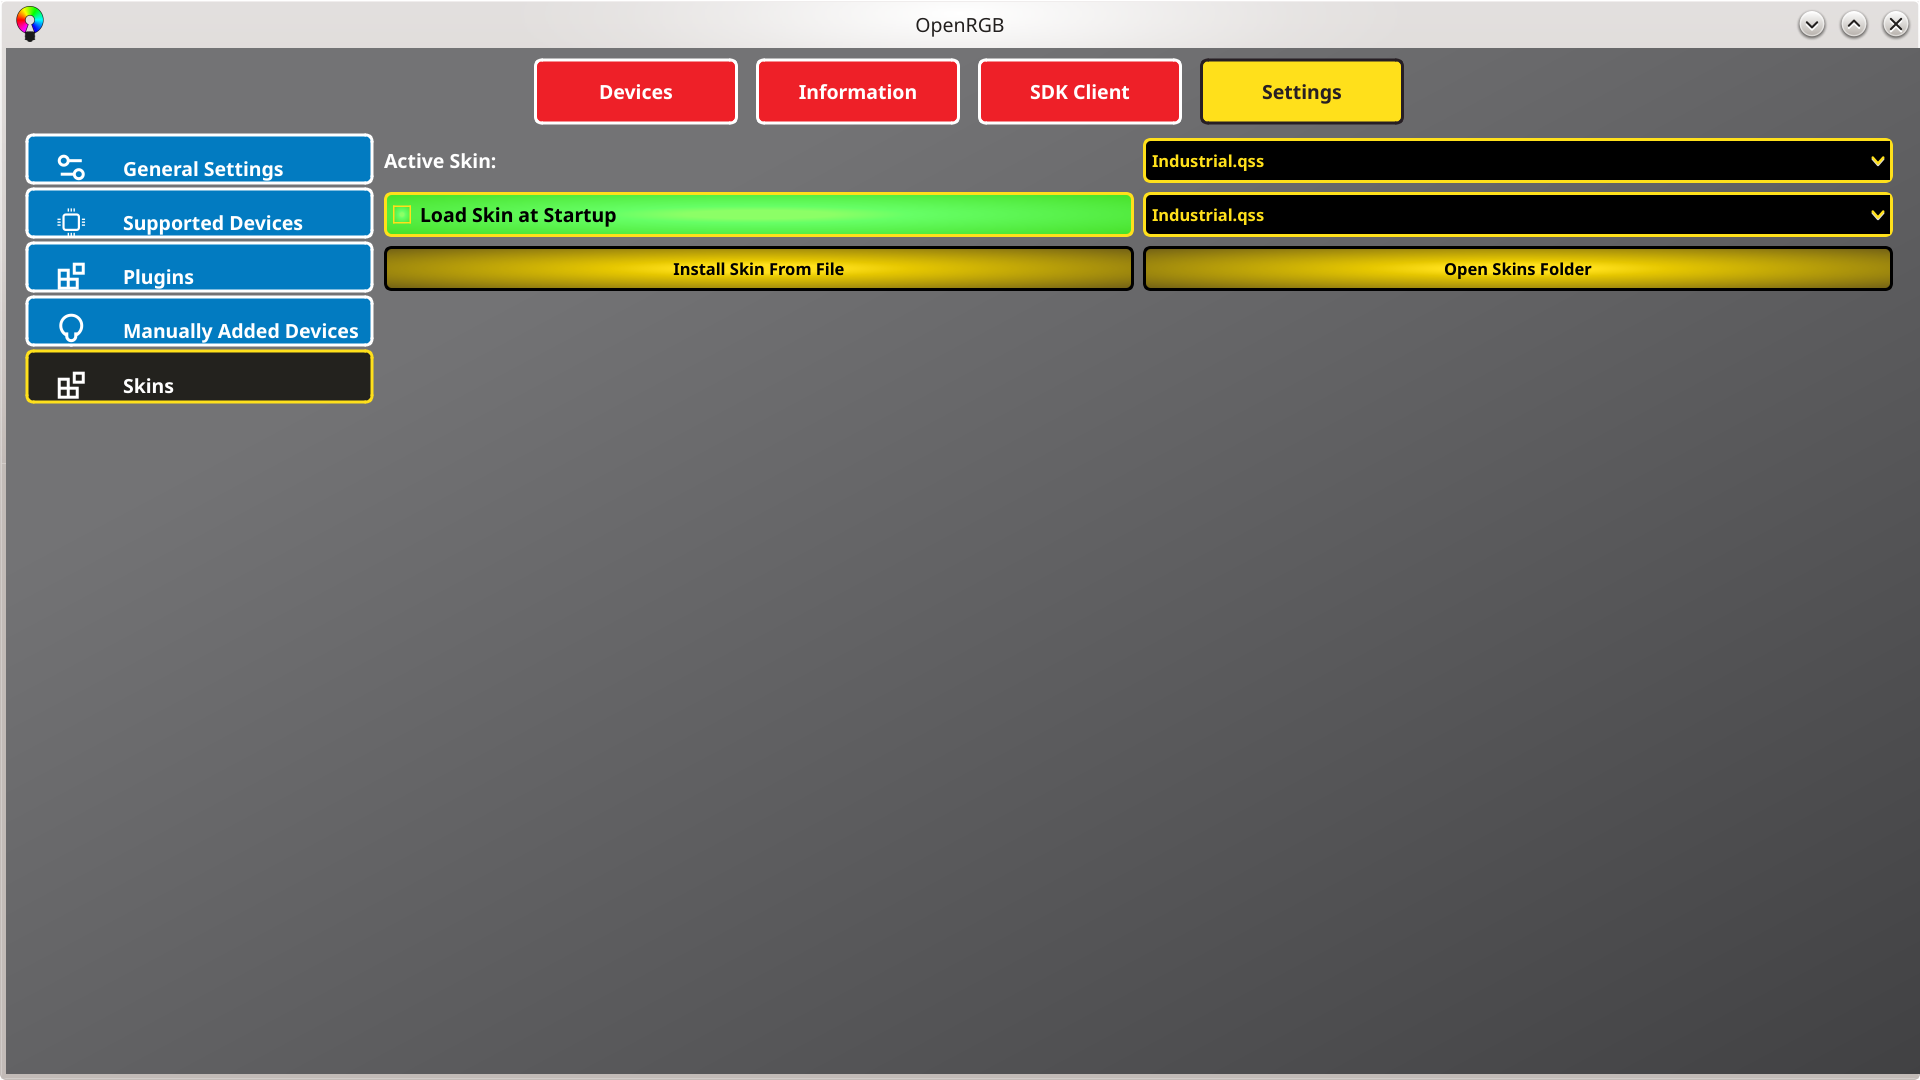 OpenRGB
Devices
Information
SDK Client
Settings
General Settings
Supported Devices
Plugins
Manually Added Devices
Skins
Active Skin:
Industrial.qss
Load Skin at Startup
Industrial.qss
Install Skin From File
Open Skins Folder